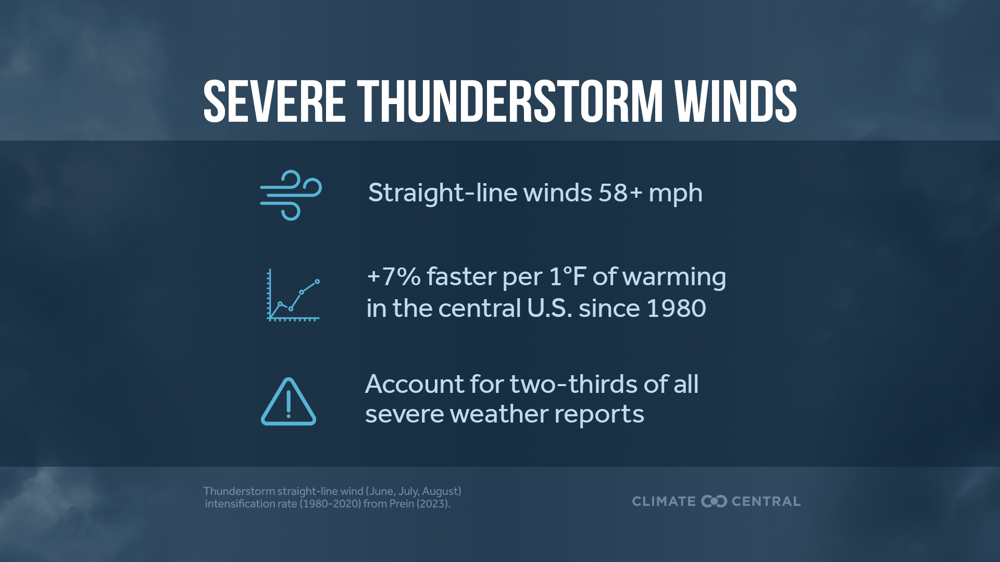 SEVERE THUNDERSTORM WINDS
Straight-line winds 58+ mph
+7% faster per 1°F of warming
in the central U.S. since 1980
Account for two-thirds of all
severe weather reports
Thunderstorm straight-line wind (June, July, August)
intensification rate (1980-2020) from Prein (2023).
CLIMATE CENTRAL